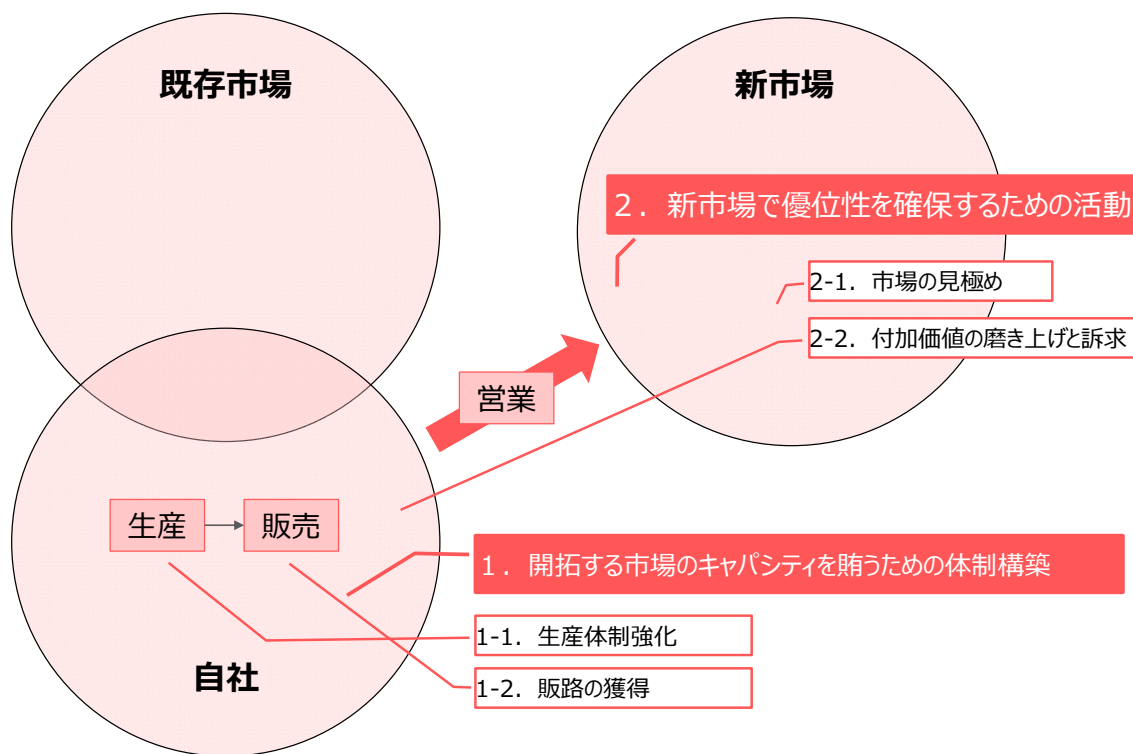 既存市場
新市場
2．新市場で優位性を確保するための活動
2-1．市場の見極め
2-2．付加価値の磨き上げと訴求
営業
生産
販売
1．開拓する市場のキャパシティを賄うための体制構築
1-1．生産体制強化
自社
1-2．販路の獲得